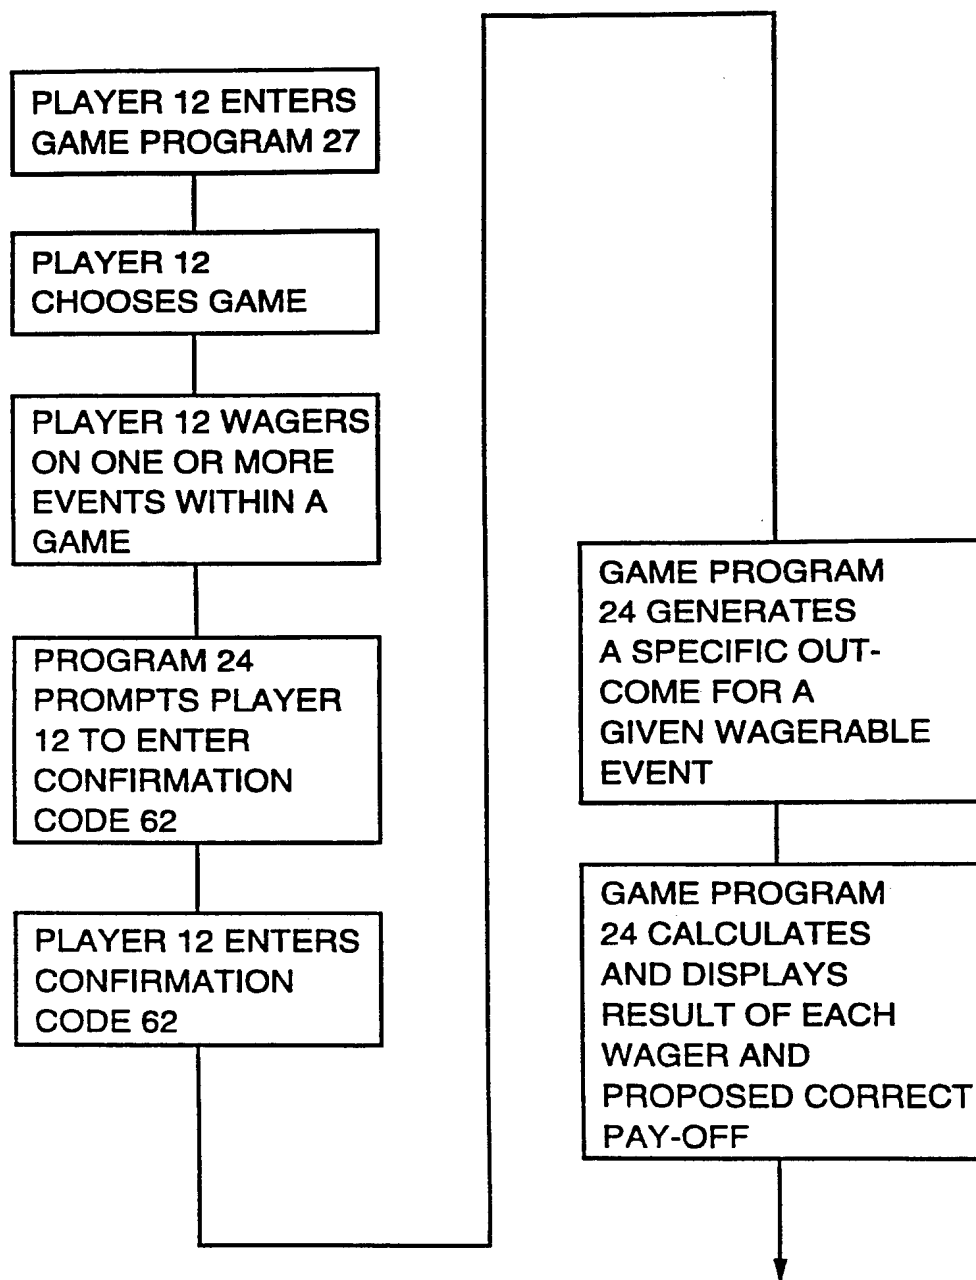 PLAYER 12 ENTERS
GAME PROGRAM 27
PLAYER 12
CHOOSES GAME
PLAYER 12 WAGERS
ON ONE OR MORE
EVENTS WITHIN A
GAME
PROGRAM 24
PROMPTS PLAYER
12 TO ENTER
CONFIRMATION
CODE 62
PLAYER 12 ENTERS
CONFIRMATION
CODE 62
GAME PROGRAM
24 GENERATES
A SPECIFIC OUT-
COME FOR A
GIVEN WAGERABLE
EVENT
GAME PROGRAM
24 CALCULATES
AND DISPLAYS
RESULT OF EACH
WAGER AND
PROPOSED CORRECT
PAY-OFF